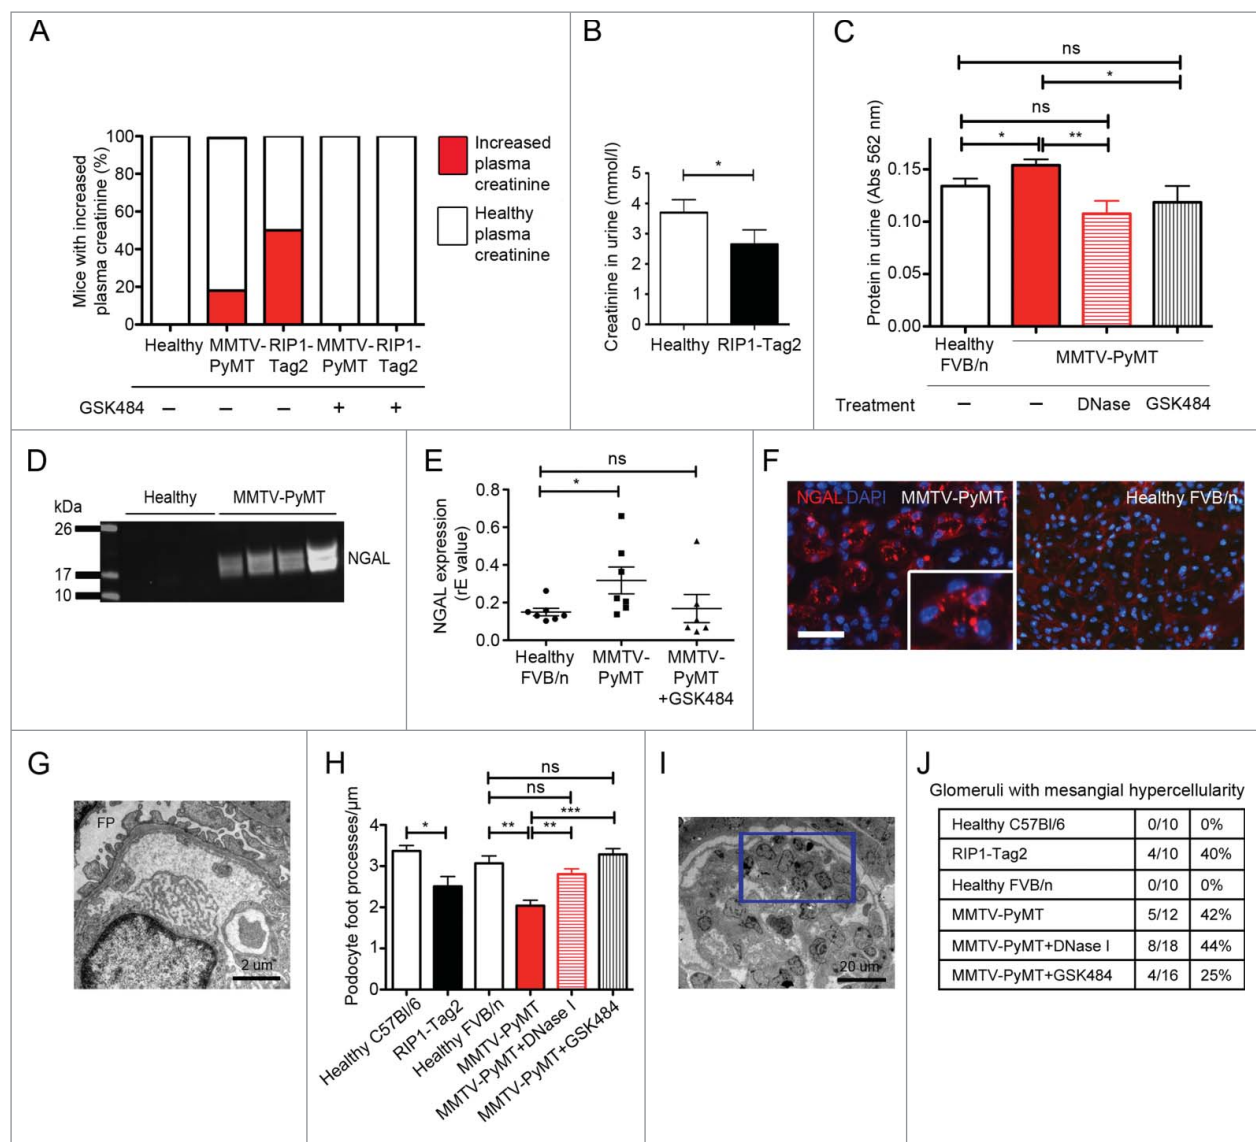 A
Mice with increased
plasma creatinine (%)
100
80
60
40
20
0
Healthy
MMTV-
PyMT
RIP1-
Tag2
MMTV-
PyMT
RIP1-
Tag2
GSK484
–
–
–
+
+
Increased
plasma
creatinine
Healthy
plasma
creatinine
B
Creatinine in urine (mmol/l)
5
4
3
2
1
0
*
Healthy
RIP1-Tag2
C
Protein in urine (Abs 562 nm)
0.15
0.10
0.05
0.00
ns
*
ns
*
**
Healthy
FVB/n
MMTV-PyMT
Treatment
–
–
DNase
GSK484
D
kDa
26
17
10
Healthy
MMTV-PyMT
NGAL
E
NGAL expression
(rE value)
0.8
0.6
0.4
0.2
0.0
ns
*
Healthy
FVB/n
MMTV-
PyMT
MMTV-
PyMT
+GSK484
F
NGAL DAPI
MMTV-PyMT
Healthy FVB/n
G
FP
2 um
H
Podocyte foot processes/µm
4
3
2
1
0
ns
ns
***
*
**
**
Healthy C57Bl/6
RIP1-Tag2
Healthy FVB/n
MMTV-PyMT
MMTV-PyMT+DNase I
MMTV-PyMT+GSK484
I
20 um
J
Glomeruli with mesangial hypercellularity
Healthy C57Bl/6 0/10 0%
RIP1-Tag2 4/10 40%
Healthy FVB/n 0/10 0%
MMTV-PyMT 5/12 42%
MMTV-PyMT+DNase I 8/18 44%
MMTV-PyMT+GSK484 4/16 25%